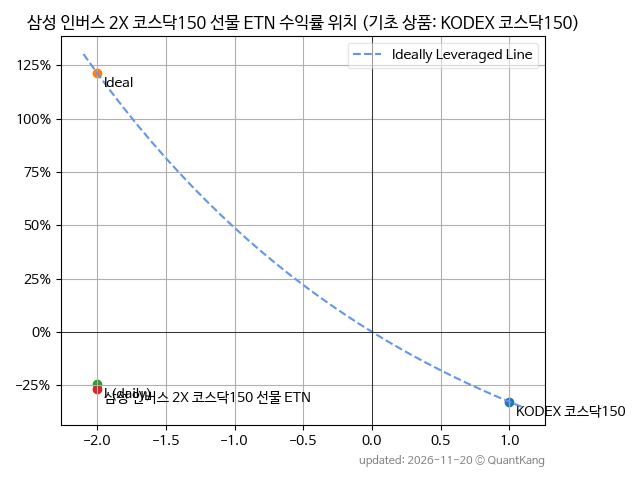 삼성 인버스 2X 코스닥150 선물 ETN 수익률 위치 (기초 상품: KODEX 코스닥150)
Ideally Leveraged Line
125%
Ideal
100%
75%
50%
25%
0%
−25%
(daily)
삼성 인버스 2X 코스닥150 선물 ETN
KODEX 코스닥150
−2.0 −1.5 −1.0 −0.5 0.0 0.5 1.0
updated: 2026-11-20 © QuantKang